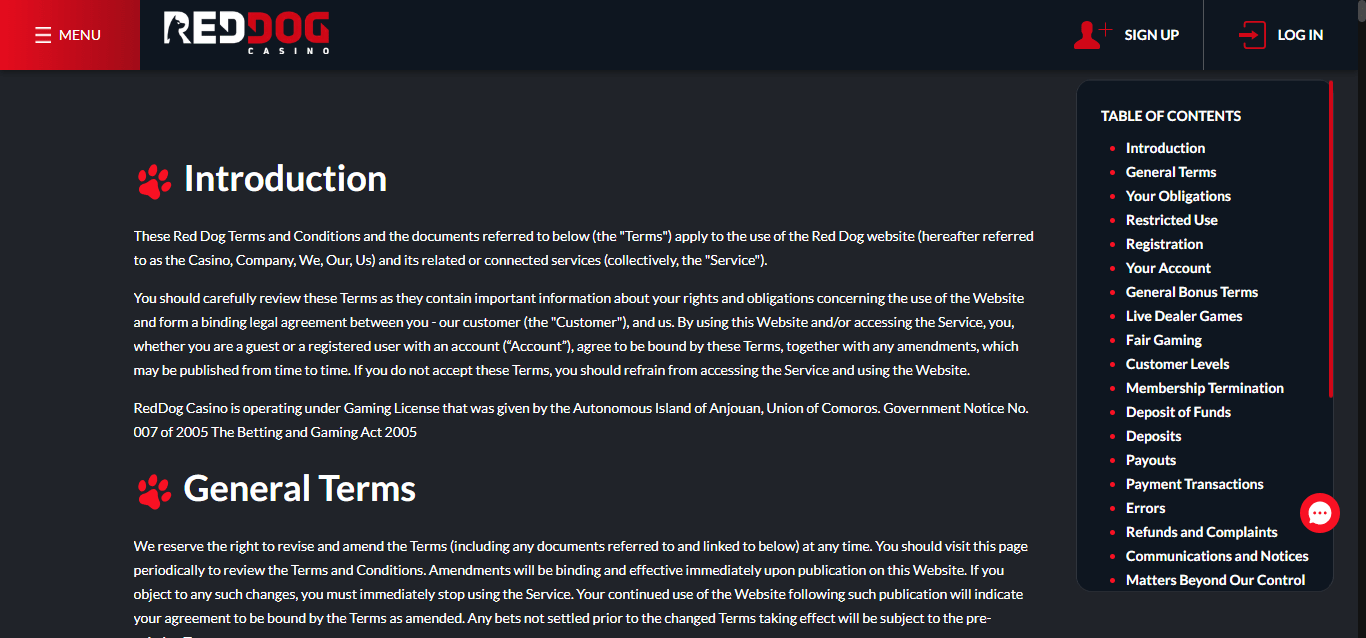 MENU
REDDOG
CASINO
SIGN UP
LOG IN
Introduction
These Red Dog Terms and Conditions and the documents referred to below (the "Terms") apply to the use of the Red Dog website (hereafter referred
to as the Casino, Company, We, Our, Us) and its related or connected services (collectively, the "Service").
You should carefully review these Terms as they contain important information about your rights and obligations concerning the use of the Website
and form a binding legal agreement between you - our customer (the "Customer"), and us. By using this Website and/or accessing the Service, you,
whether you are a guest or a registered user with an account (“Account”), agree to be bound by these Terms, together with any amendments, which
may be published from time to time. If you do not accept these Terms, you should refrain from accessing the Service and using the Website.
RedDog Casino is operating under Gaming License that was given by the Autonomous Island of Anjouan, Union of Comoros. Government Notice No.
007 of 2005 The Betting and Gaming Act 2005
General Terms
We reserve the right to revise and amend the Terms (including any documents referred to and linked to below) at any time. You should visit this page
periodically to review the Terms and Conditions. Amendments will be binding and effective immediately upon publication on this Website. If you
object to any such changes, you must immediately stop using the Service. Your continued use of the Website following such publication will indicate
your agreement to be bound by the Terms as amended. Any bets not settled prior to the changed Terms taking effect will be subject to the pre-
TABLE OF CONTENTS
Introduction
General Terms
Your Obligations
Restricted Use
Registration
Your Account
General Bonus Terms
Live Dealer Games
Fair Gaming
Customer Levels
Membership Termination
Deposit of Funds
Deposits
Payouts
Payment Transactions
Errors
Refunds and Complaints
Communications and Notices
Matters Beyond Our Control